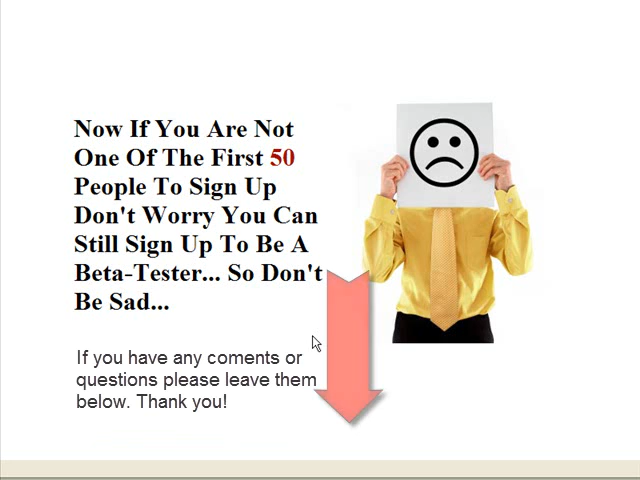 Now If You Are Not
One Of The First 50
People To Sign Up
Don't Worry You Can
Still Sign Up To Be A
Beta-Tester... So Don't
Be Sad...
If you have any coments or
questions please leave them
below. Thank you!